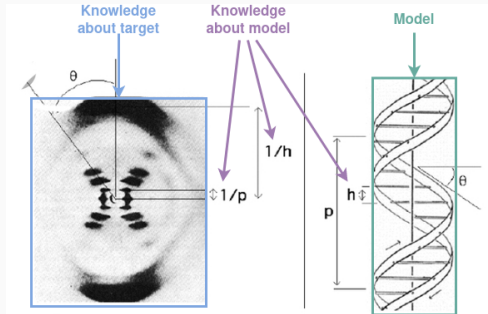 Knowledge
about target
Knowledge
about model
Model
θ
1/h
1/p
p
h
θ